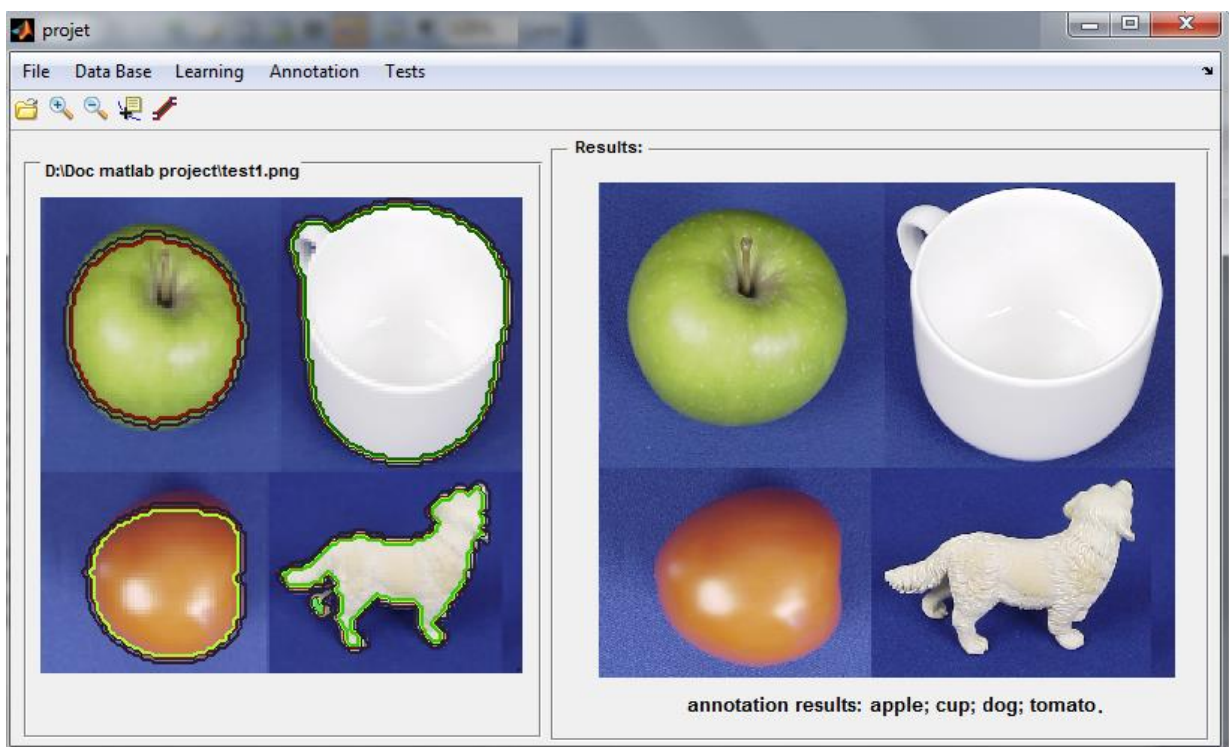 projet
File Data Base Learning Annotation Tests
D:\Doc matlab project\test1.png
Results:
annotation results: apple; cup; dog; tomato.